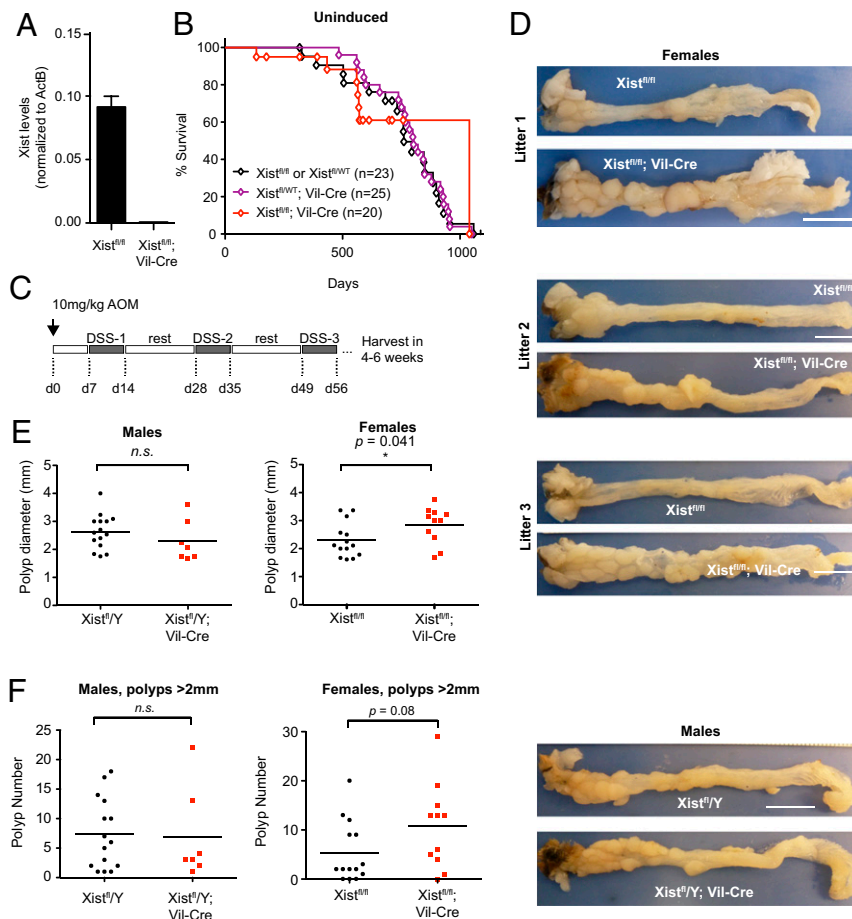 A
0.15
0.10
0.05
0.00
Xist levels
(normalized to ActB)
Xistfl/fl
Xistfl/fl;
Vil-Cre
B
Uninduced
100
80
60
40
20
0
% Survival
Xistfl/fl or Xistfl/WT (n=23)
Xistfl/WT; Vil-Cre (n=25)
Xistfl/fl; Vil-Cre (n=20)
0
500
1000
Days
C
10mg/kg AOM
DSS-1
rest
DSS-2
rest
DSS-3
...
Harvest in
4-6 weeks
d0
d7
d14
d28
d35
d49
d56
D
Females
Litter 1
Xistfl/fl
Xistfl/fl; Vil-Cre
Litter 2
Xistfl/fl
Xistfl/fl; Vil-Cre
Litter 3
Xistfl/fl
Xistfl/fl; Vil-Cre
Males
Xistfl/Y
Xistfl/Y; Vil-Cre
E
Males
n.s.
Polyp diameter (mm)
5
4
3
2
1
0
Xistfl/Y
Xistfl/Y;
Vil-Cre
Females
p = 0.041
*
Polyp diameter (mm)
5
4
3
2
1
0
Xistfl/fl
Xistfl/fl;
Vil-Cre
F
Males, polyps >2mm
n.s.
Polyp Number
25
20
15
10
5
0
Xistfl/Y
Xistfl/Y;
Vil-Cre
Females, polyps >2mm
p = 0.08
Polyp Number
30
20
10
0
Xistfl/fl
Xistfl/fl;
Vil-Cre